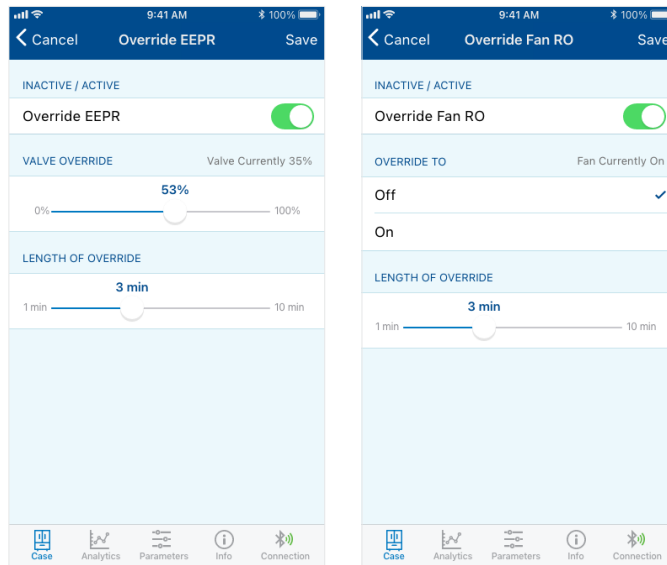 9:41 AM 100%
Cancel Override EEPR Save
INACTIVE / ACTIVE
Override EEPR
VALVE OVERRIDE Valve Currently 35%
53%
0% 100%
LENGTH OF OVERRIDE
3 min
1 min 10 min
Case Analytics Parameters Info Connection
9:41 AM 100%
Cancel Override Fan RO Save
INACTIVE / ACTIVE
Override Fan RO
OVERRIDE TO Fan Currently On
Off
On
LENGTH OF OVERRIDE
3 min
1 min 10 min
Case Analytics Parameters Info Connection